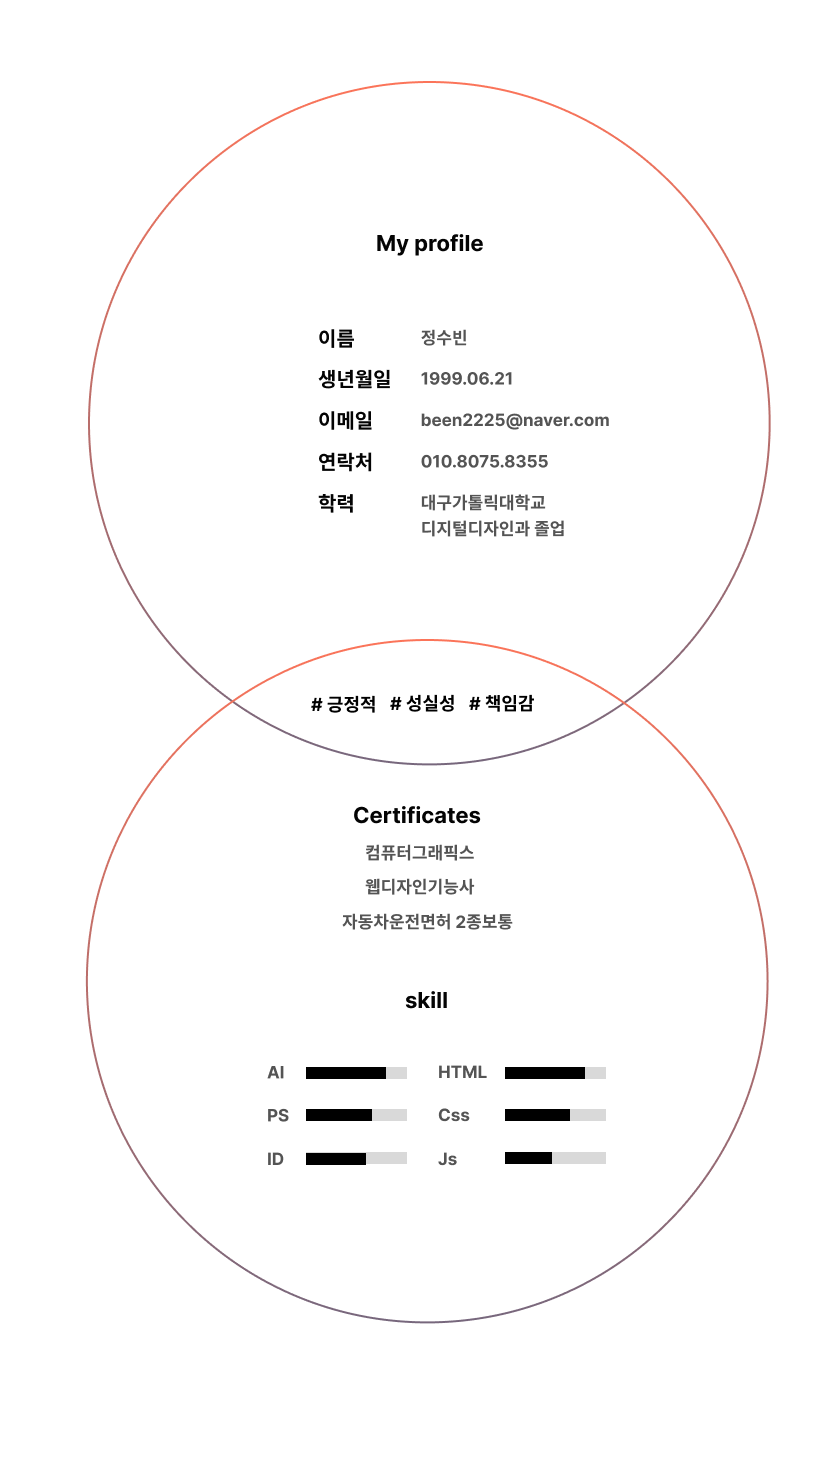 My profile
이름 정수빈
생년월일 1999.06.21
이메일 been2225@naver.com
연락처 010.8075.8355
학력 대구가톨릭대학교
디지털디자인과 졸업
# 긍정적 # 성실성 # 책임감
Certificates
컴퓨터그래픽스
웹디자인기능사
자동차운전면허 2종보통
skill
AI HTML
PS Css
ID Js